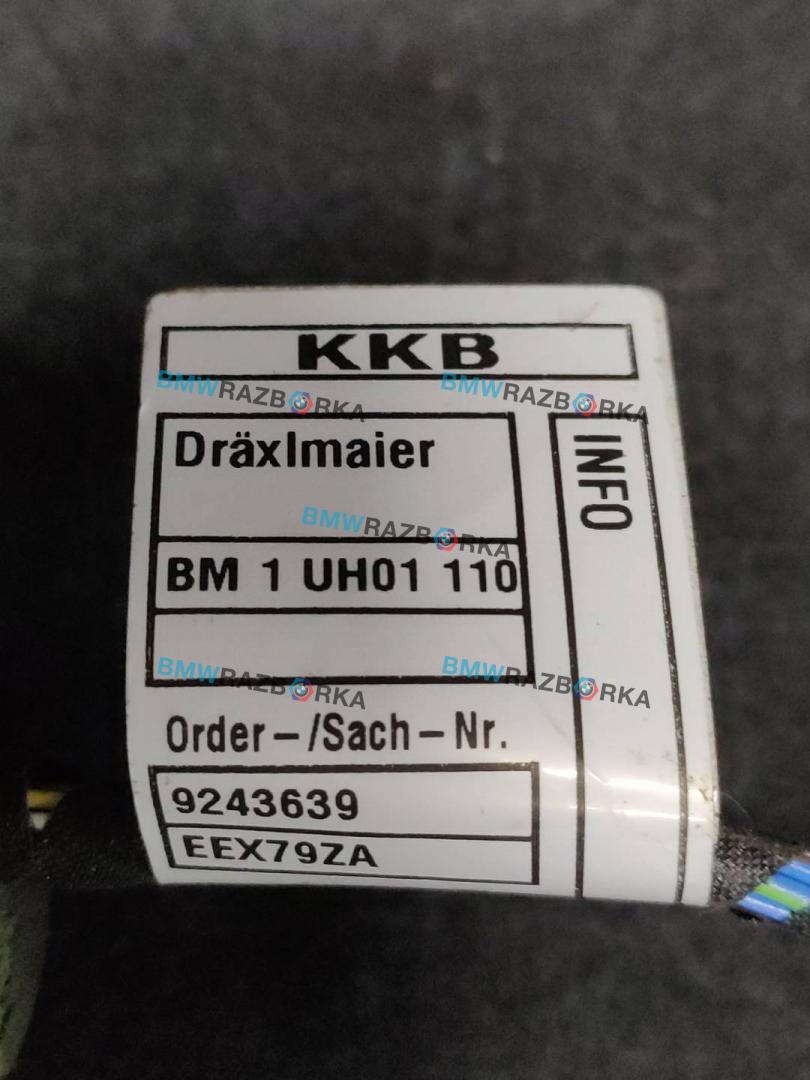 KKB
BMWRAZBORKA
BMWRAZBORKA
Dräxlmaier
INFO
BMWRAZBORKA
BM 1 UH01 110
BMWRAZBORKA
BMWRAZBORKA
Order-/Sach-Nr.
9243639
EEX79ZA